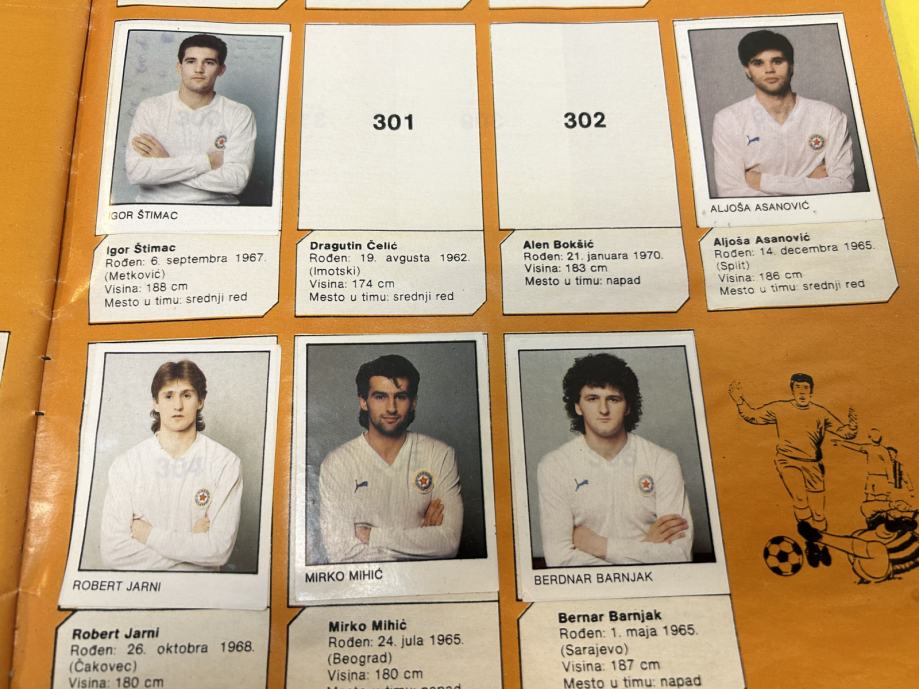 IGOR ŠTIMAC
301
302
ALJOŠA ASANOVIĆ
Igor Štimac
Rođen: 6. septembra 1967.
(Metković)
Visina: 188 cm
Mesto u timu: srednji red
Dragutin Čelić
Rođen: 19. avgusta 1962.
(Imotski)
Visina: 174 cm
Mesto u timu: srednji red
Alen Bokšić
Rođen: 21. januara 1970.
Visina: 183 cm
Mesto u timu: napad
Aljoša Asanović
Rođen: 14. decembra 1965.
(Split)
Visina: 186 cm
Mesto u timu: srednji red
ROBERT JARNI
MIRKO MIHIĆ
BERDNAR BARNJAK
Robert Jarni
Rođen: 26. oktobra 1968.
(Čakovec)
Visina: 180 cm
Mirko Mihić
Rođen: 24. jula 1965.
(Beograd)
Visina: 180 cm
Mesto u timu: napad
Bernar Barnjak
Rođen: 1. maja 1965.
(Sarajevo)
Visina: 187 cm
Mesto u timu: napad